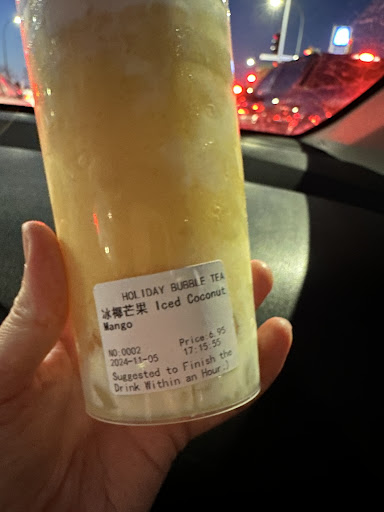 HOLIDAY BUBBLE TEA
冰椰芒果 Iced Coconut
Mango
NO:0002 Price:6.95
2024-11-05 17:15:55
Suggested to Finish the
Drink Within an Hour:)